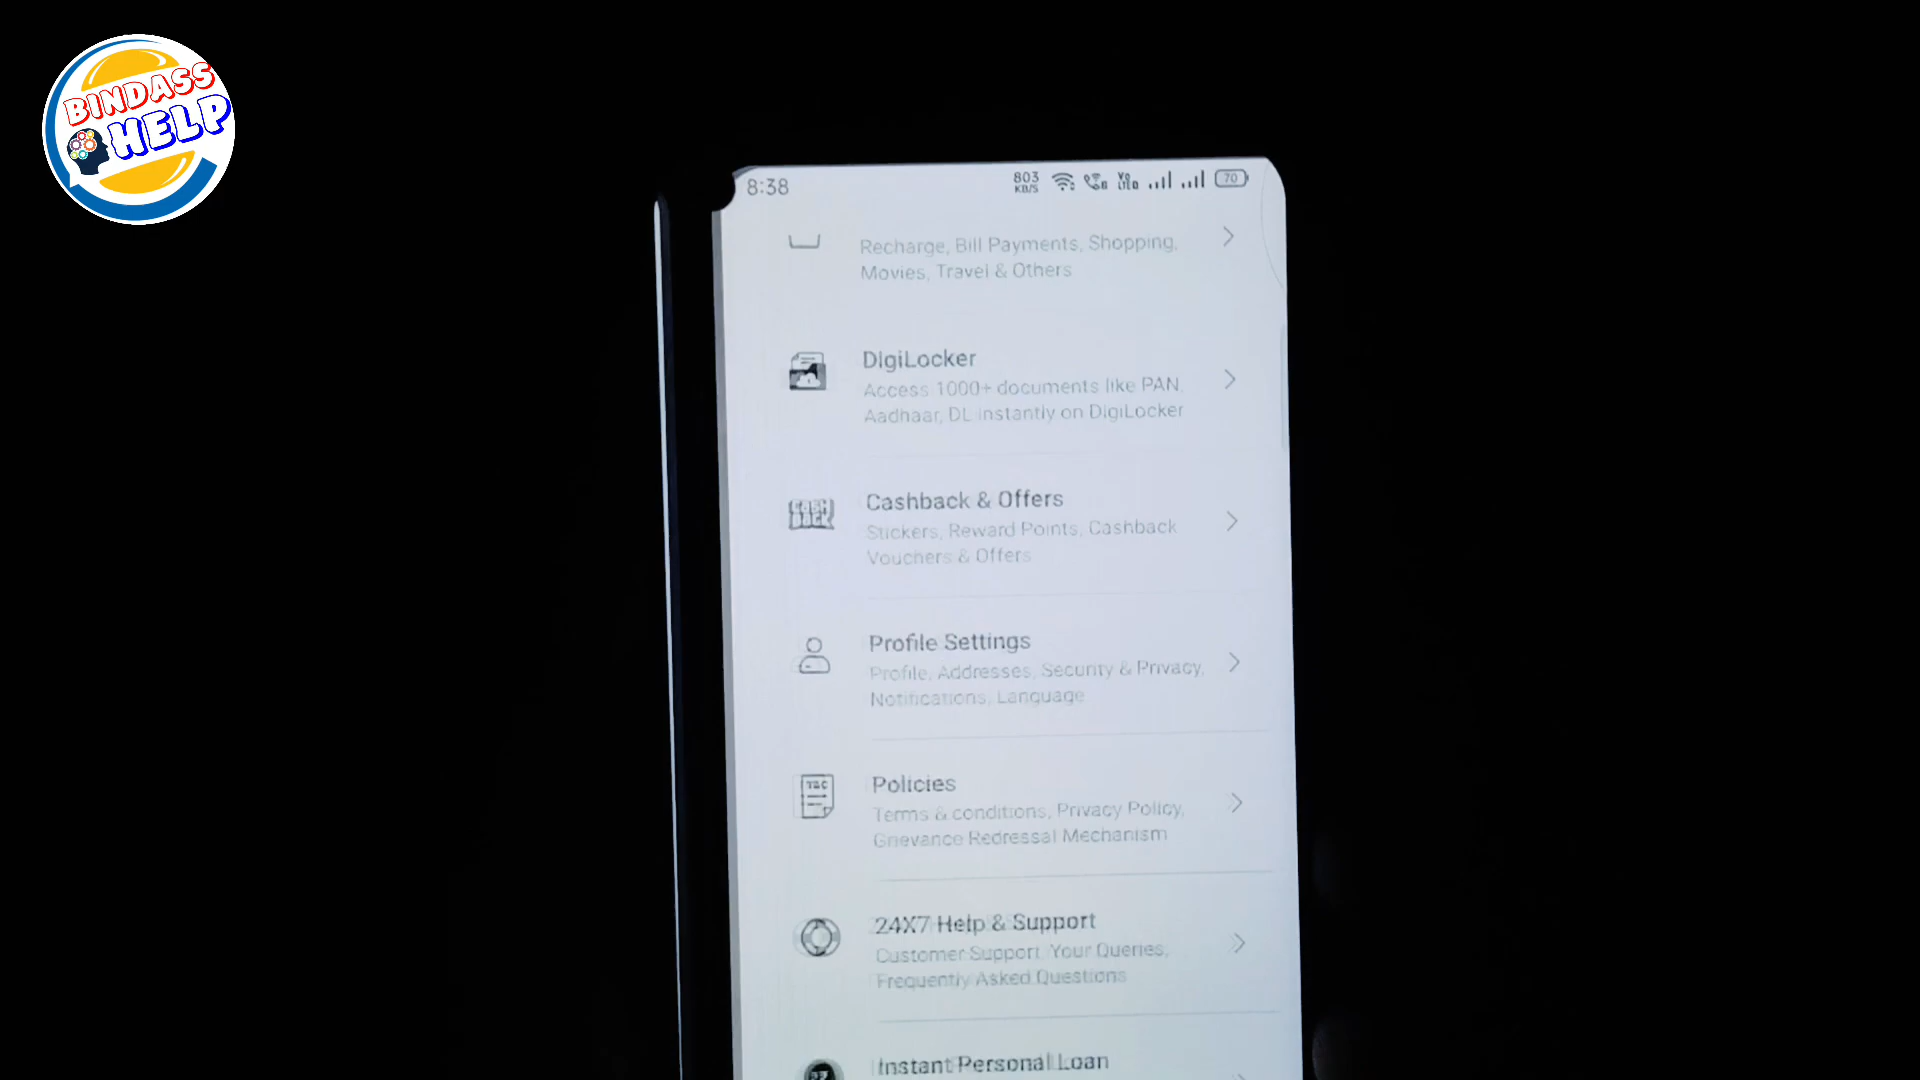 BINDASS
HELP
8:38
803
KB/S
70
Recharge, Bill Payments, Shopping,
Movies, Travel & Others
DigiLocker
Access 1000+ documents like PAN,
Aadhaar, DL instantly on DigiLocker
CASH
BACK
Cashback & Offers
Stickers, Reward Points, Cashback
Vouchers & Offers
Profile Settings
Profile, Addresses, Security & Privacy,
Notifications, Language
T&C
Policies
Terms & conditions, Privacy Policy,
Grievance Redressal Mechanism
24X7 Help & Support
Customer Support, Your Queries,
Frequently Asked Questions
Instant Personal Loan